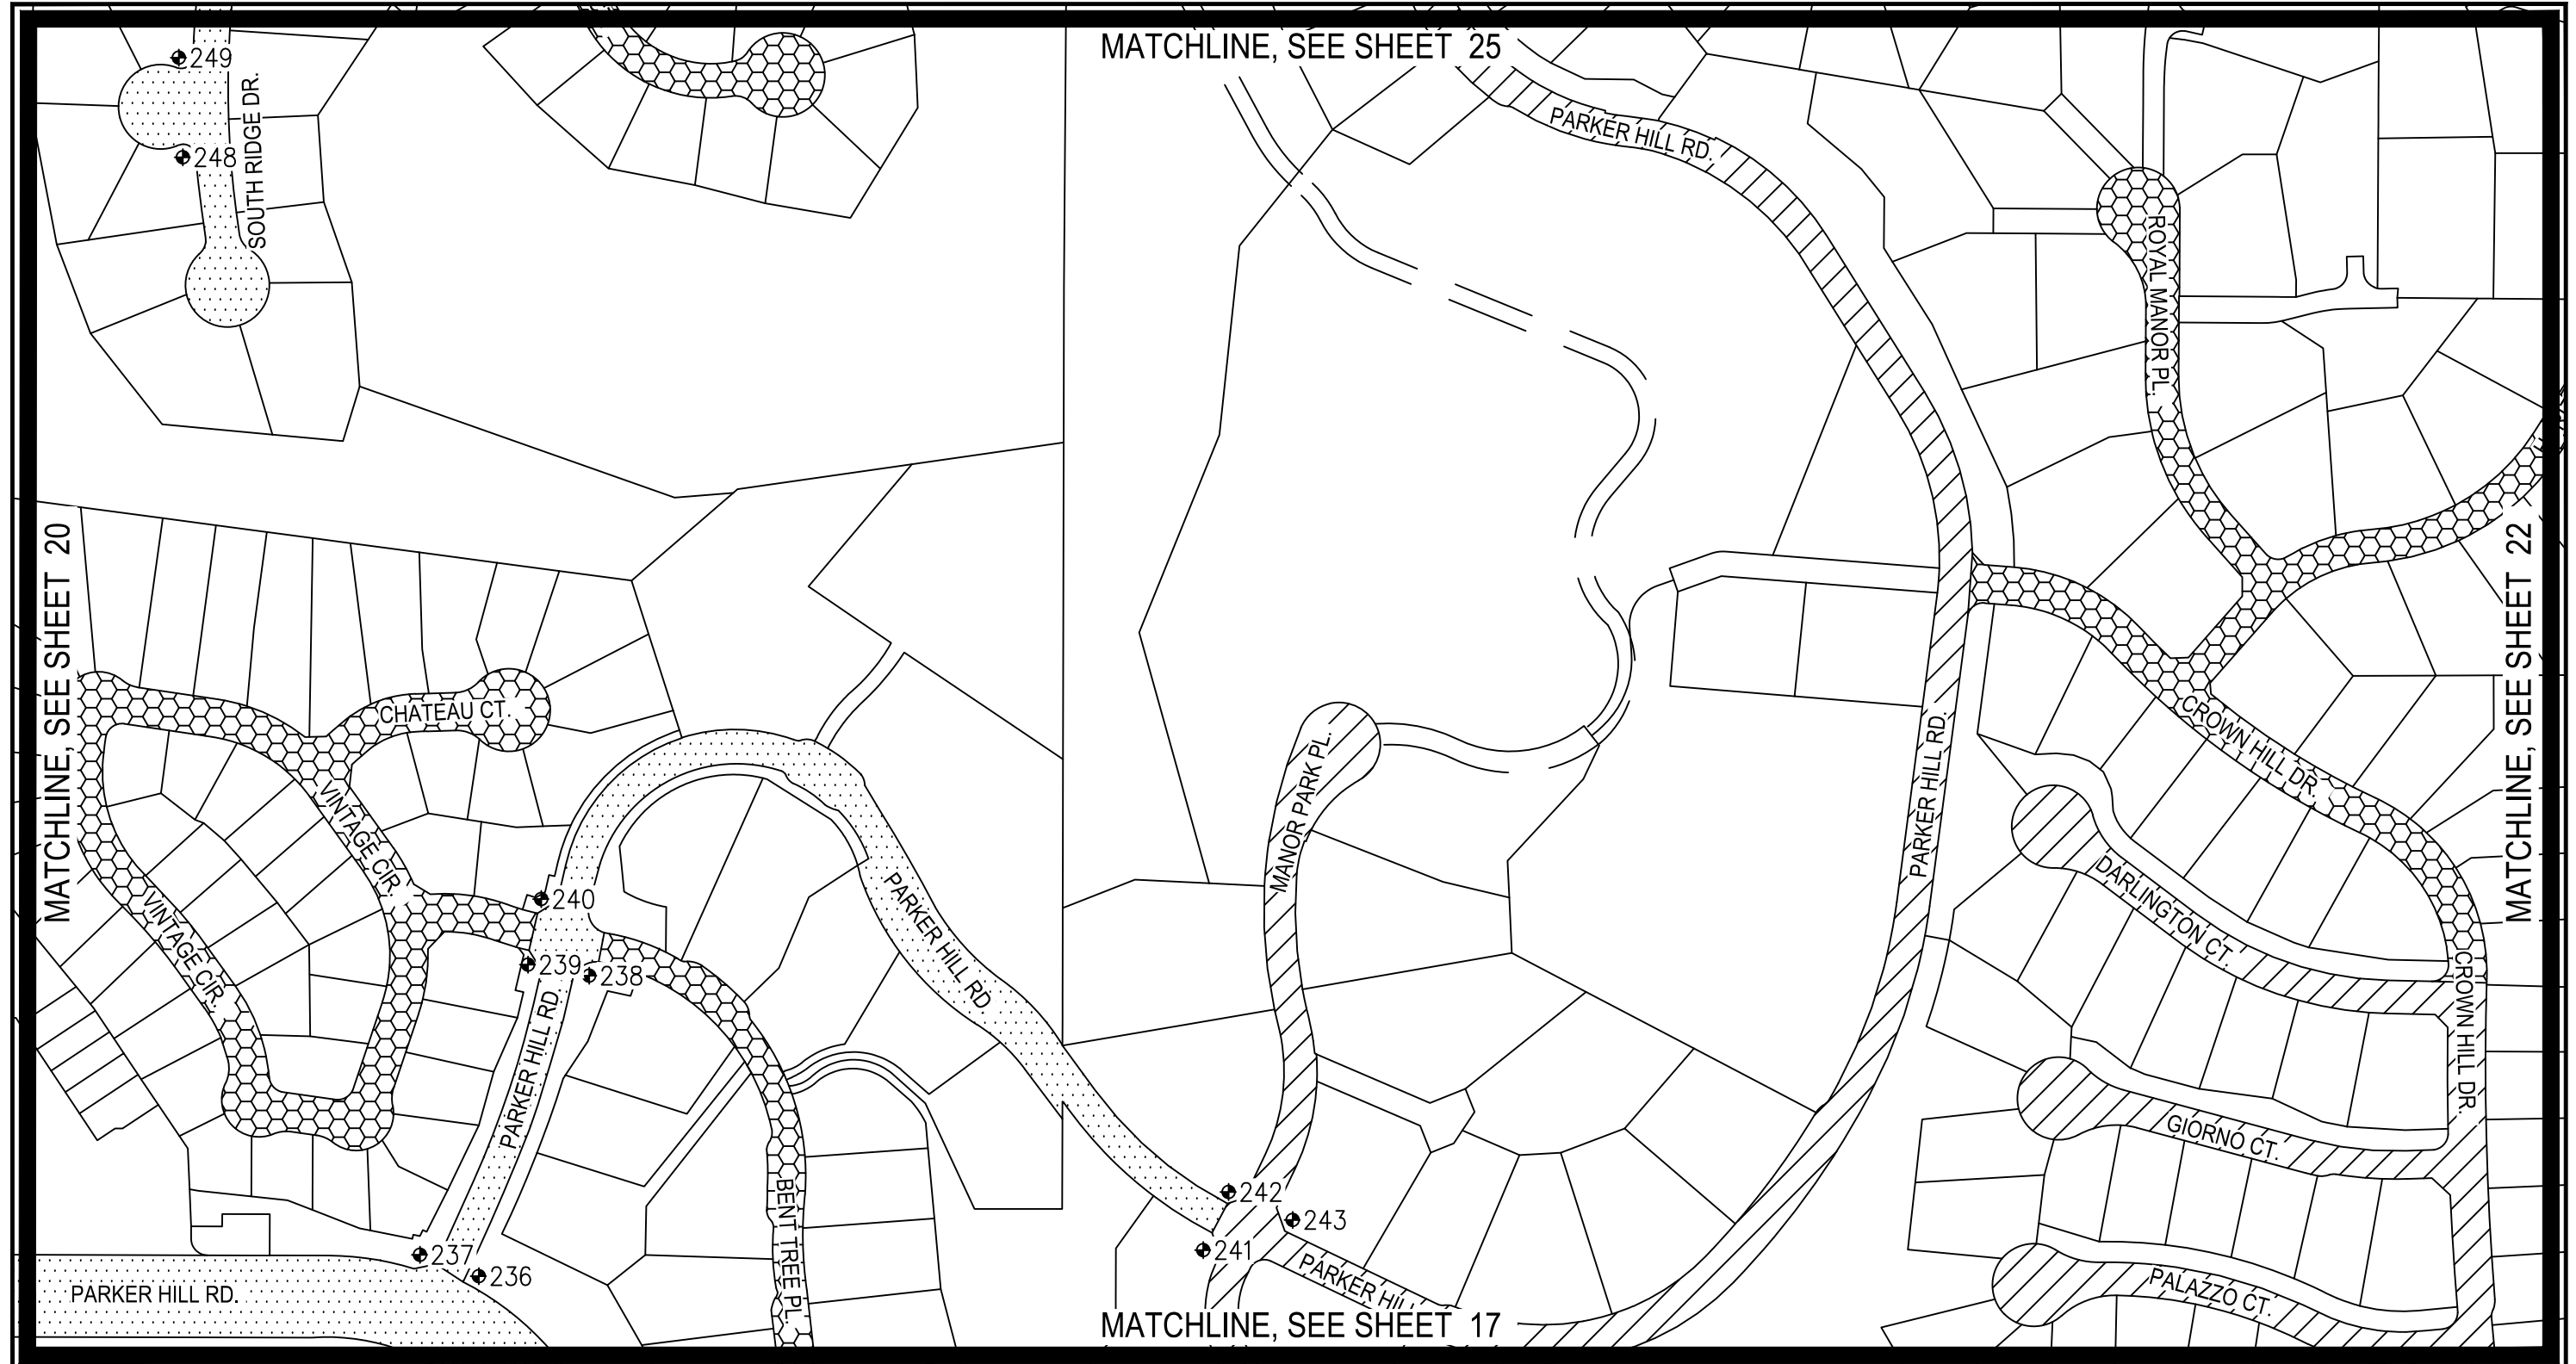 MATCHLINE, SEE SHEET 25
249
248
SOUTH RIDGE DR.
PARKER HILL RD.
ROYAL MANOR PL.
MATCHLINE, SEE SHEET 20
MATCHLINE, SEE SHEET 22
CHATEAU CT.
VINTAGE CIR.
VINTAGE CIR.
MANOR PARK PL.
PARKER HILL RD.
CROWN HILL DR.
DARLINGTON CT.
PARKER HILL RD.
240
239
238
PARKER HILL RD.
CROWN HILL DR.
GIORNO CT.
BENT TREE PL.
242
243
241
237
236
PARKER HILL RD.
PARKER HILL
PALAZZO CT.
MATCHLINE, SEE SHEET 17